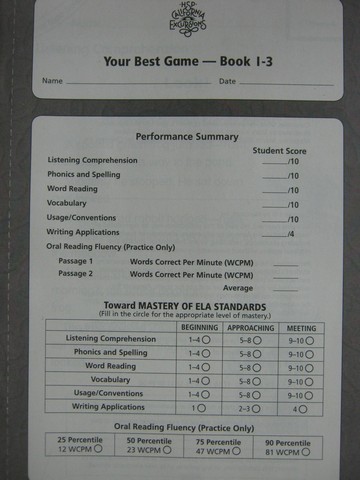 HSP
CALIFORNIA
EXCURSIONS
Your Best Game — Book 1-3
Name Date
Performance Summary
Student Score
Listening Comprehension /10
Phonics and Spelling /10
Word Reading /10
Vocabulary /10
Usage/Conventions /10
Writing Applications /4
Oral Reading Fluency (Practice Only)
Passage 1 Words Correct Per Minute (WCPM)
Passage 2 Words Correct Per Minute (WCPM)
Average
Toward MASTERY OF ELA STANDARDS
(Fill in the circle for the appropriate level of mastery.)
BEGINNING APPROACHING MEETING
Listening Comprehension 1–4 5–8 9–10
Phonics and Spelling 1–4 5–8 9–10
Word Reading 1–4 5–8 9–10
Vocabulary 1–4 5–8 9–10
Usage/Conventions 1–4 5–8 9–10
Writing Applications 1 2–3 4
Oral Reading Fluency (Practice Only)
25 Percentile 50 Percentile 75 Percentile 90 Percentile
12 WCPM 23 WCPM 47 WCPM 81 WCPM